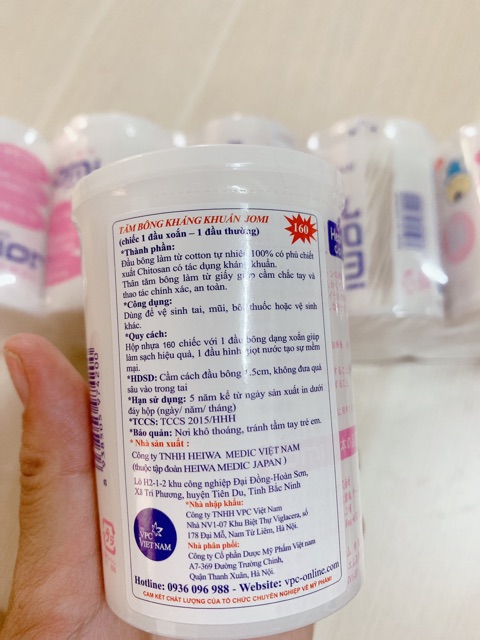 TĂM BÔNG KHÁNG KHUẨN JOMI
(chiếc 1 đầu xoắn – 1 đầu thường)
160
*Thành phần:
Đầu bông làm từ cotton tự nhiên 100% có phủ chiết
xuất Chitosan có tác dụng kháng khuẩn.
Thân tăm bông làm từ giấy giúp cầm chắc tay và
thao tác chính xác, an toàn.
*Công dụng:
Dùng để vệ sinh tai, mũi, bôi thuốc hoặc vệ sinh
khác.
*Quy cách:
Hộp nhựa 160 chiếc với 1 đầu bông dạng xoắn giúp
làm sạch hiệu quả, 1 đầu hình giọt nước tạo sự mềm
mại.
*HDSD: Cầm cách đầu bông 1,5cm, không đưa quá
sâu vào trong tai
*Hạn sử dụng: 5 năm kể từ ngày sản xuất in dưới
đáy hộp (ngày/ năm/ tháng)
*TCCS: TCCS 2015/HHH
*Bảo quản: Nơi khô thoáng, tránh tầm tay trẻ em.
* Nhà sản xuất :
Công ty TNHH HEIWA MEDIC VIỆT NAM
(thuộc tập đoàn HEIWA MEDIC JAPAN )
Lô H2-1-2 khu công nghiệp Đại Đồng-Hoàn Sơn,
Xã Tri Phương, huyện Tiên Du, Tỉnh Bắc Ninh
*Nhà nhập khẩu:
Công ty TNHH VPC Việt Nam
Nhà NV1-07 Khu Biệt Thự Viglacera, số
178 Đại Mỗ, Nam Từ Liêm, Hà Nội.
Nhà phân phối:
Công ty Cổ phần Dược Mỹ Phẩm Việt nam
A7-369 Đường Trường Chinh,
Quận Thanh Xuân, Hà Nội.
VPC
VIỆT NAM
Hotline: 0936 096 988 - Website: vpc-online.com
CAM KẾT CHẤT LƯỢNG CỦA TỔ CHỨC CHUYÊN NGHIỆP VỀ MỸ PHẨM!
JOMI